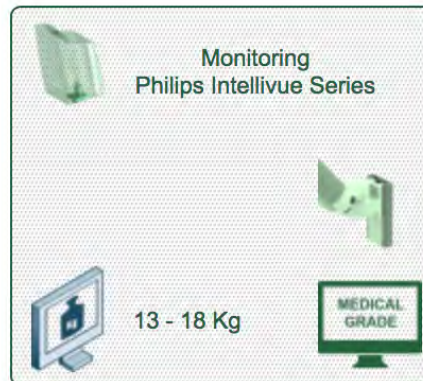 Monitoring
Philips Intellivue Series
13 - 18 Kg
MEDICAL
GRADE